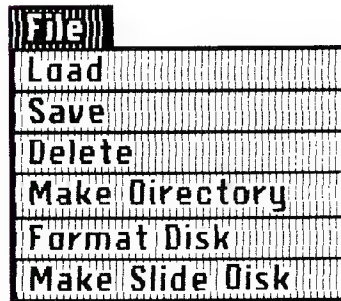 File
Load
Save
Delete
Make Directory
Format Disk
Make Slide Disk